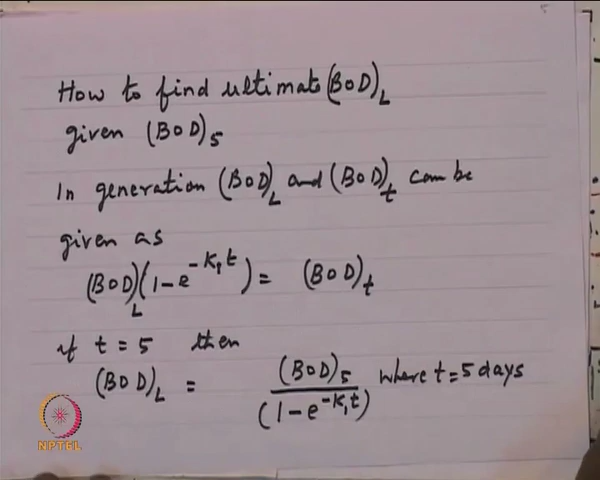 How to find ultimate (BOD)L
given (BOD)5
In generation (BOD)L and (BOD)t can be
given as
(BOD)L(1-e^-K1t) = (BOD)t
if t = 5 then
(BOD)L = (BOD)5 / (1-e^-K1t) where t=5 days
NPTEL